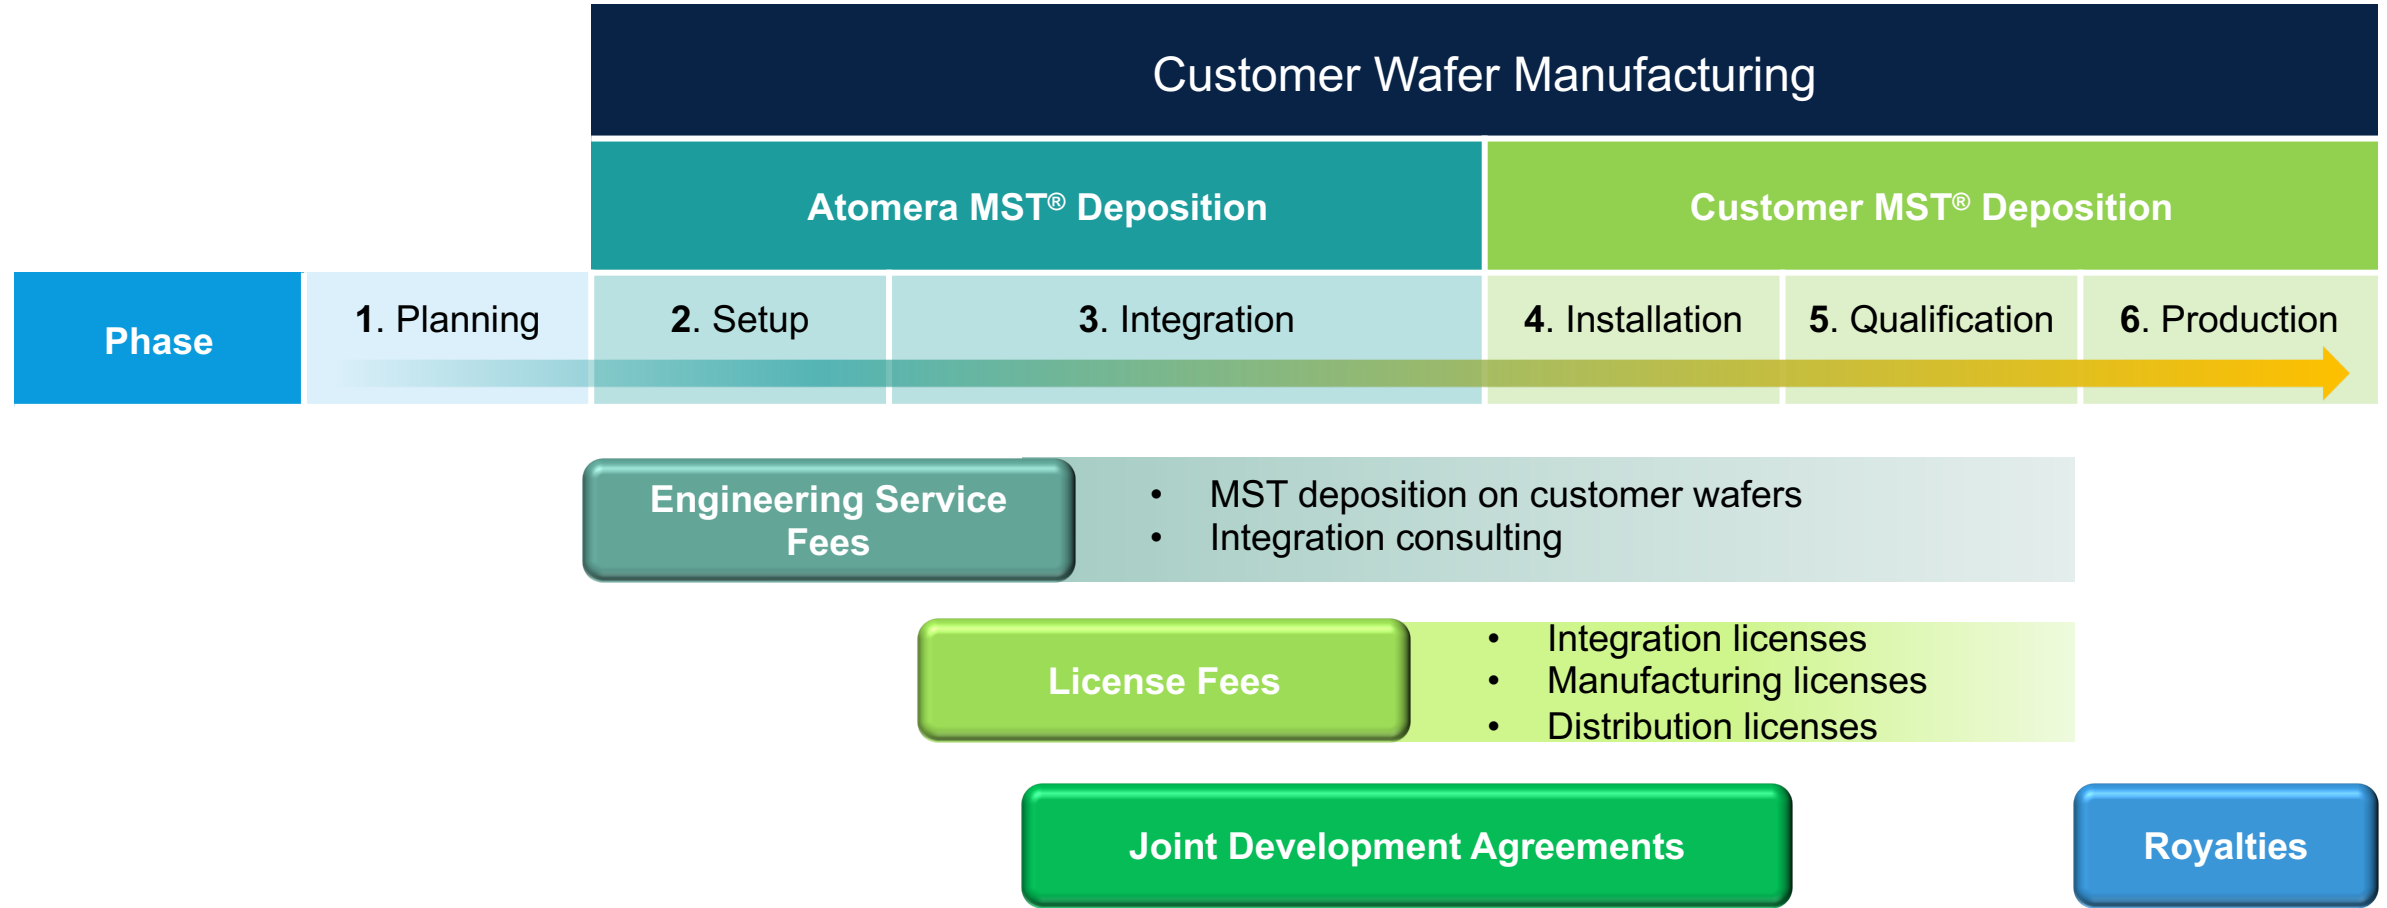 Customer Wafer Manufacturing
Atomera MST® Deposition
Customer MST® Deposition
Phase
1. Planning
2. Setup
3. Integration
4. Installation
5. Qualification
6. Production
Engineering Service
Fees
• MST deposition on customer wafers
• Integration consulting
License Fees
• Integration licenses
• Manufacturing licenses
• Distribution licenses
Joint Development Agreements
Royalties